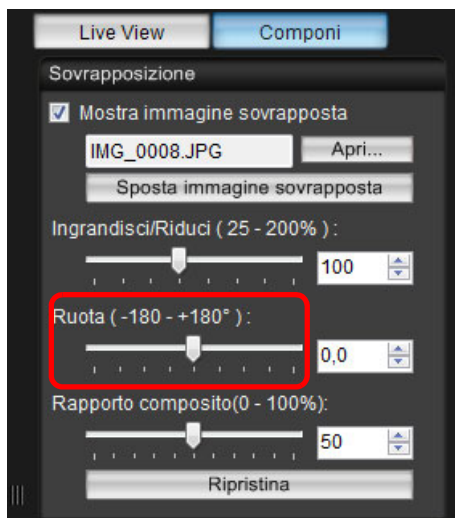 Live View Componi
Sovrapposizione
Mostra immagine sovrapposta
IMG_0008.JPG Apri...
Sposta immagine sovrapposta
Ingrandisci/Riduci ( 25 - 200% ) :
100
Ruota ( -180 - +180° ) :
0,0
Rapporto composito(0 - 100%):
50
Ripristina